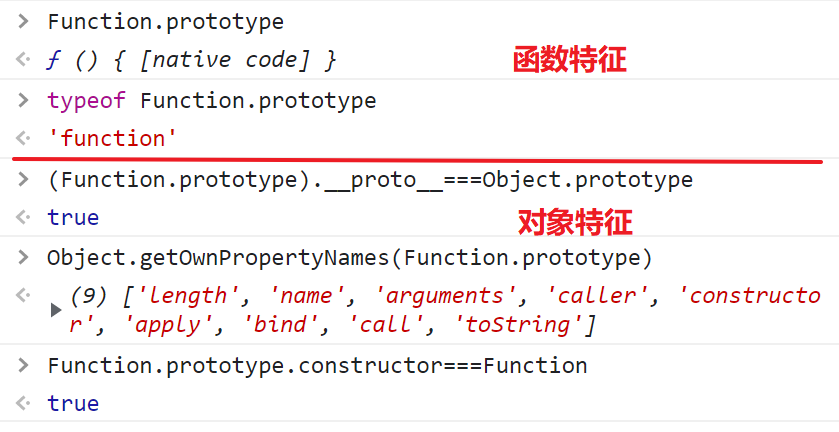 > Function.prototype
<· ƒ () { [native code] }
函数特征
> typeof Function.prototype
<· 'function'
> (Function.prototype).__proto__===Object.prototype
<· true
对象特征
> Object.getOwnPropertyNames(Function.prototype)
<· ▶ (9) ['length', 'name', 'arguments', 'caller', 'constructo
r', 'apply', 'bind', 'call', 'toString']
> Function.prototype.constructor===Function
<· true